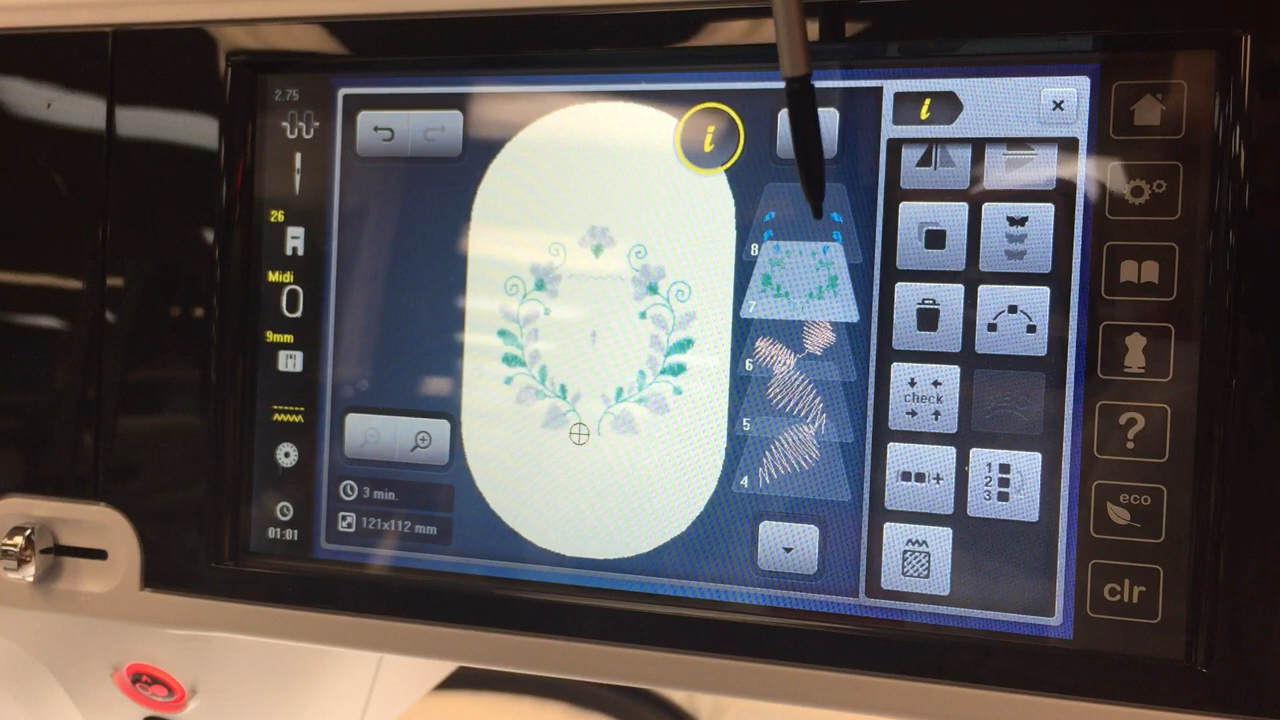 2.75
26
Midi
9mm
01:01
3 min.
121x112 mm
i
8
7
6
5
4
i
check
1
2
3
?
eco
clr